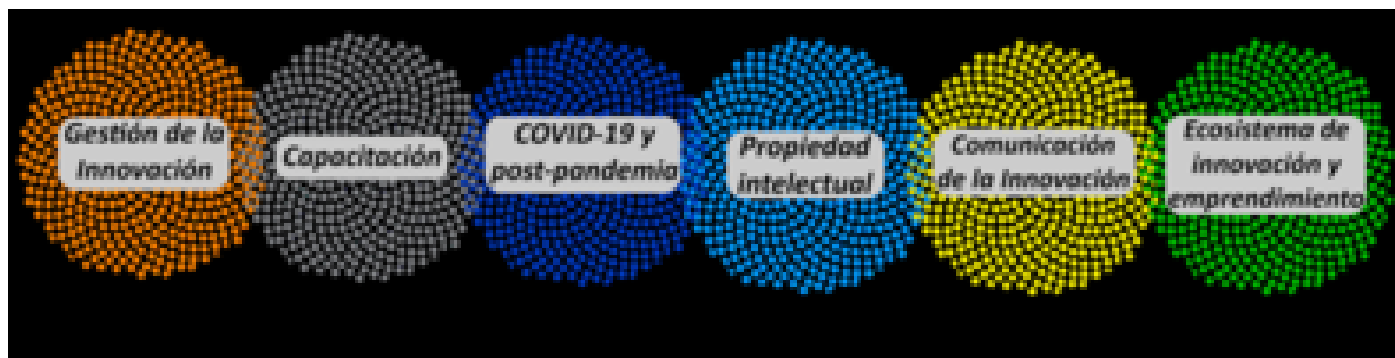 Gestión de la
Innovación
Capacitación
COVID-19 y
post-pandemia
Propiedad
intelectual
Comunicación
de la Innovación
Ecosistema de
innovación y
emprendimiento